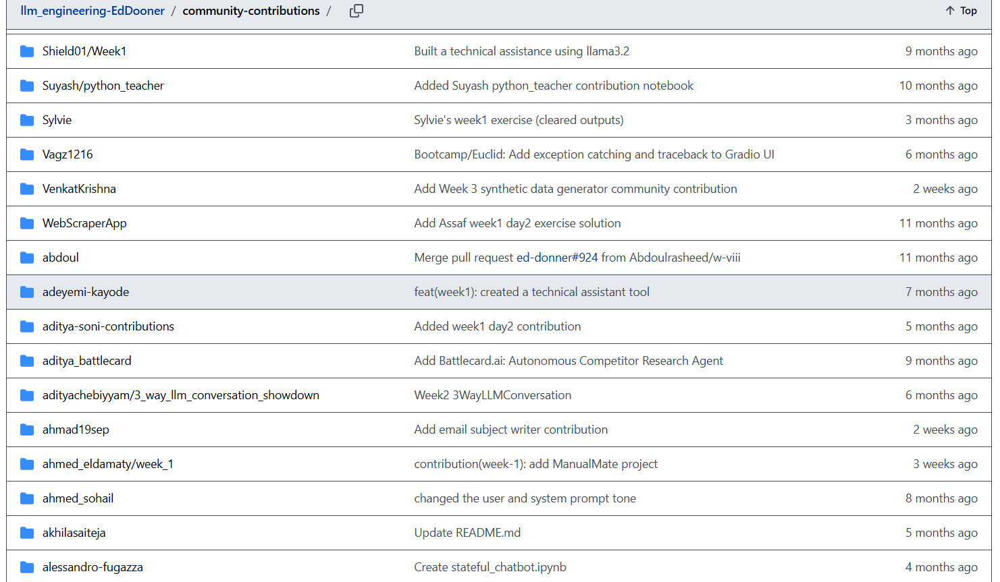 llm_engineering-EdDooner / community-contributions / Top
Shield01/Week1 Built a technical assistance using llama3.2 9 months ago
Suyash/python_teacher Added Suyash python_teacher contribution notebook 10 months ago
Sylvie Sylvie's week1 exercise (cleared outputs) 3 months ago
Vagz1216 Bootcamp/Euclid: Add exception catching and traceback to Gradio UI 6 months ago
VenkatKrishna Add Week 3 synthetic data generator community contribution 2 weeks ago
WebScraperApp Add Assaf week1 day2 exercise solution 11 months ago
abdoul Merge pull request ed-donner#924 from Abdoulrasheed/w-viii 11 months ago
adeyemi-kayode feat(week1): created a technical assistant tool 7 months ago
aditya-soni-contributions Added week1 day2 contribution 5 months ago
aditya_battlecard Add Battlecard.ai: Autonomous Competitor Research Agent 9 months ago
adityachebiyyam/3_way_llm_conversation_showdown Week2 3WayLLMConversation 6 months ago
ahmad19sep Add email subject writer contribution 2 weeks ago
ahmed_eldamaty/week_1 contribution(week-1): add ManualMate project 3 weeks ago
ahmed_sohail changed the user and system prompt tone 8 months ago
akhilasaiteja Update README.md 5 months ago
alessandro-fugazza Create stateful_chatbot.ipynb 4 months ago